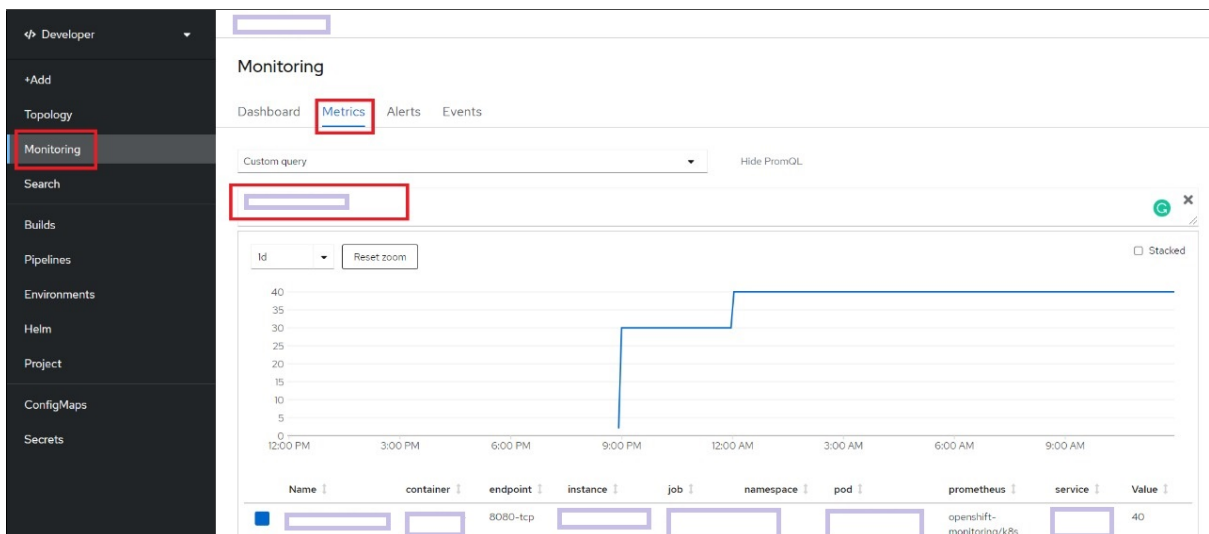 Developer
+Add
Topology
Monitoring
Search
Builds
Pipelines
Environments
Helm
Project
ConfigMaps
Secrets
Monitoring
Dashboard Metrics Alerts Events
Custom query Hide PromQL
G
Id Reset zoom Stacked
40
35
30
25
20
15
10
5
0
12:00 PM 3:00 PM 6:00 PM 9:00 PM 12:00 AM 3:00 AM 6:00 AM 9:00 AM
Name container endpoint instance job namespace pod prometheus service Value
8080-tcp openshift- 40
monitoring/k8s